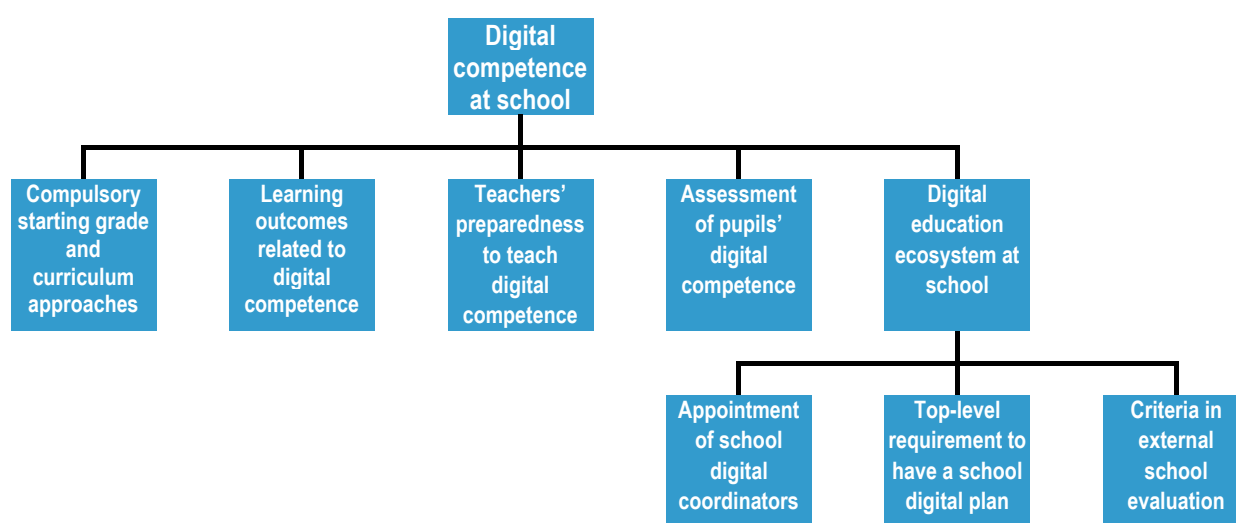 Digital
competence
at school
Compulsory
starting grade
and
curriculum
approaches
Learning
outcomes
related to
digital
competence
Teachers’
preparedness
to teach
digital
competence
Assessment
of pupils’
digital
competence
Digital
education
ecosystem at
school
Appointment
of school
digital
coordinators
Top-level
requirement to
have a school
digital plan
Criteria in
external
school
evaluation